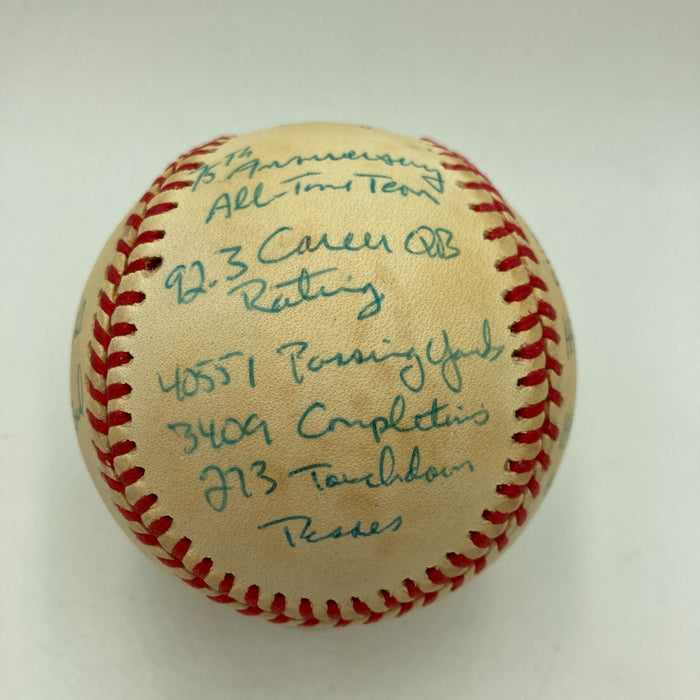 75th Anniversary
All-Time Team
92.3 Career QB
Rating
40551 Passing Yards
3409 Completions
273 Touchdown
Passes